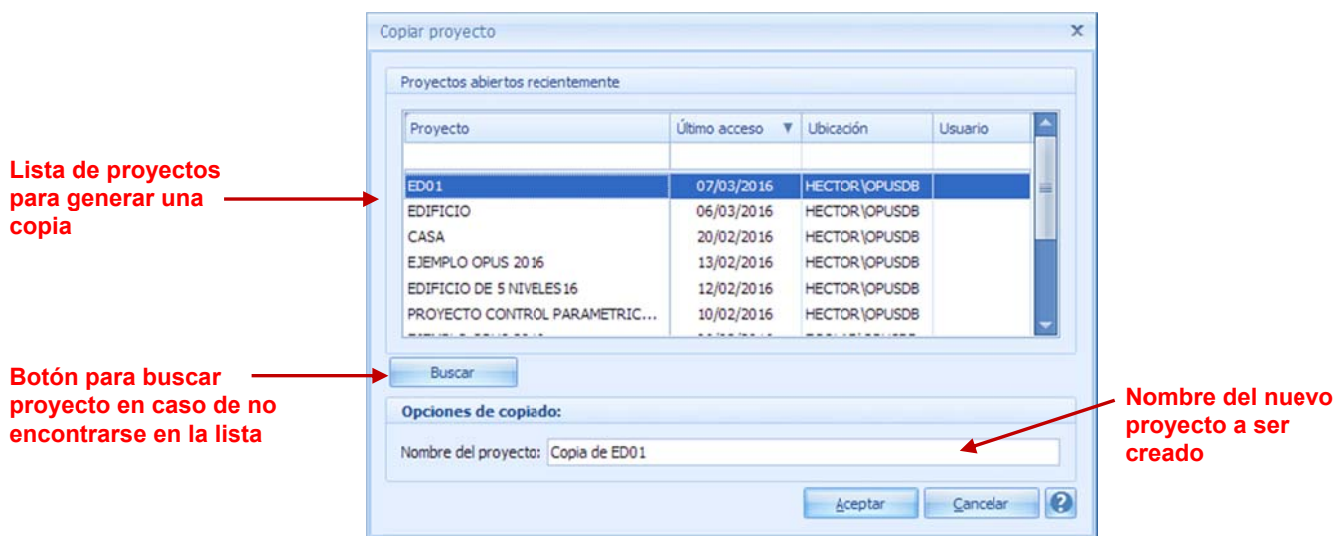 Copiar proyecto
x
Proyectos abiertos recientemente
Proyecto Último acceso Ubicación Usuario
ED01 07/03/2016 HECTOR\OPUSDB
EDIFICIO 06/03/2016 HECTOR\OPUSDB
CASA 20/02/2016 HECTOR\OPUSDB
EJEMPLO OPUS 2016 13/02/2016 HECTOR\OPUSDB
EDIFICIO DE 5 NIVELES16 12/02/2016 HECTOR\OPUSDB
PROYECTO CONTROL PARAMETRIC... 10/02/2016 HECTOR\OPUSDB
Lista de proyectos
para generar una
copia
Buscar
Botón para buscar
proyecto en caso de no
encontrarse en la lista
Opciones de copiado:
Nombre del proyecto: Copia de ED01
Nombre del nuevo
proyecto a ser
creado
Aceptar Cancelar ?